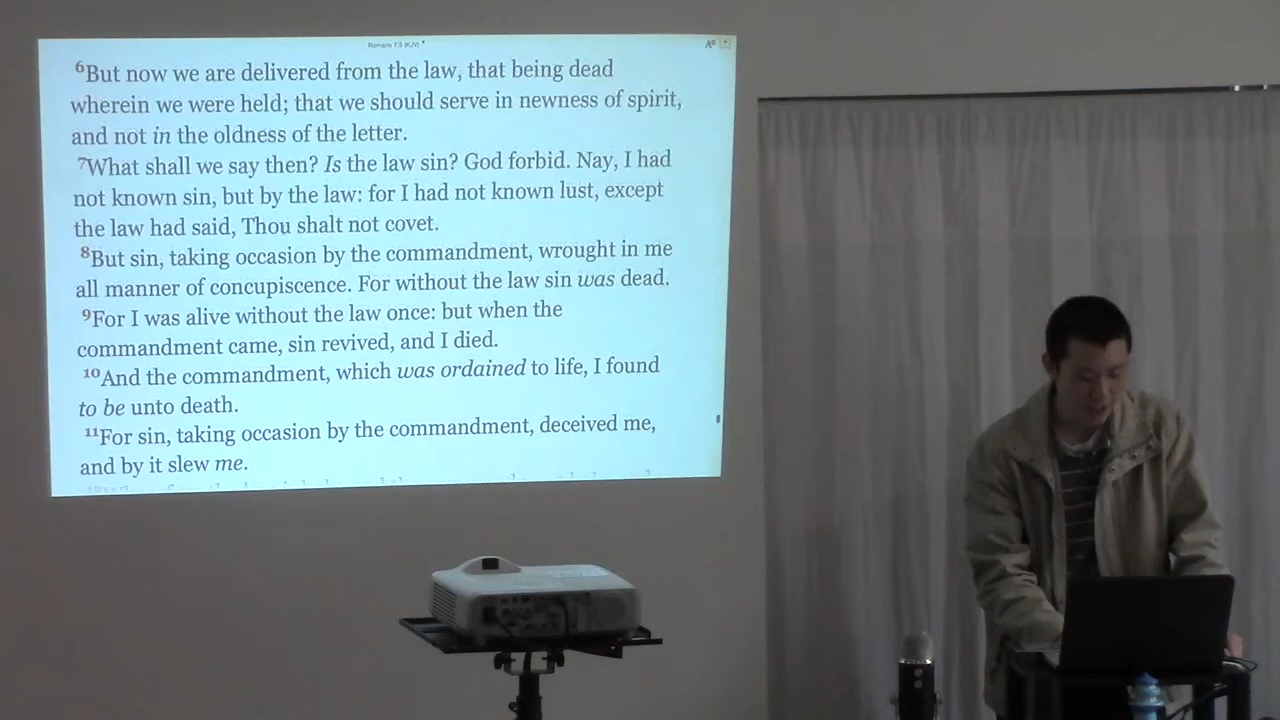 Romans 7:5 (KJV)
⁶But now we are delivered from the law, that being dead
wherein we were held; that we should serve in newness of spirit,
and not in the oldness of the letter.
⁷What shall we say then? Is the law sin? God forbid. Nay, I had
not known sin, but by the law: for I had not known lust, except
the law had said, Thou shalt not covet.
⁸But sin, taking occasion by the commandment, wrought in me
all manner of concupiscence. For without the law sin was dead.
⁹For I was alive without the law once: but when the
commandment came, sin revived, and I died.
¹⁰And the commandment, which was ordained to life, I found
to be unto death.
¹¹For sin, taking occasion by the commandment, deceived me,
and by it slew me.